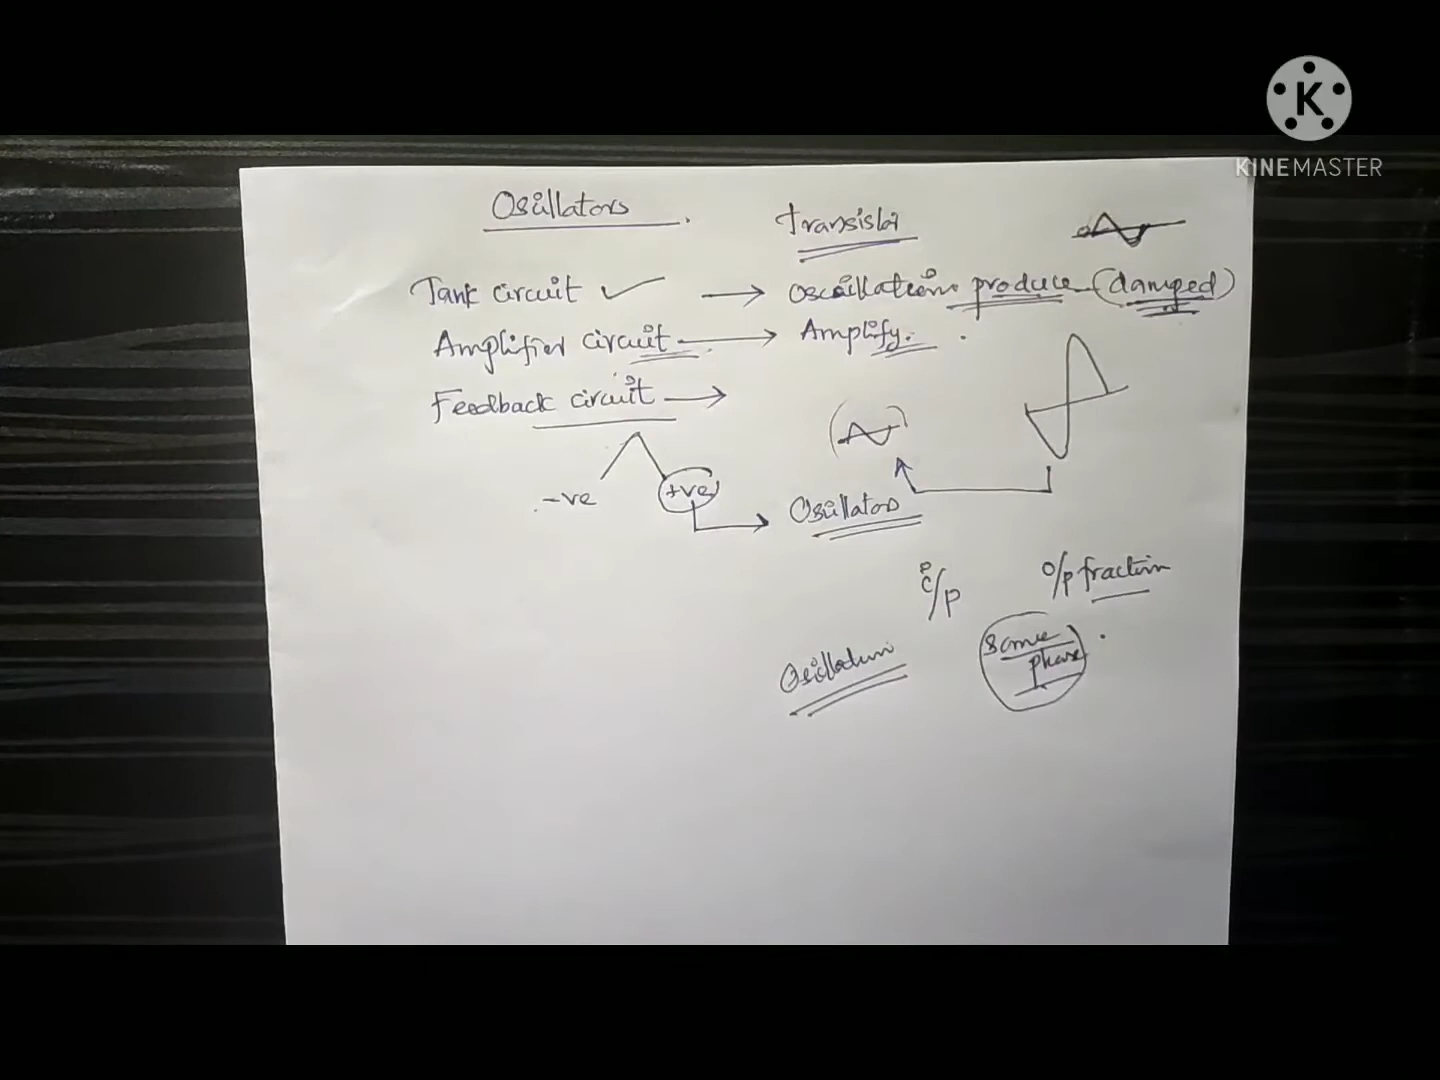 K
KINEMASTER
Oscillators
Transistor
Tank circuit → oscillations produce (damped)
Amplifier circuit → Amplify.
Feedback circuit →
-ve +ve
Oscillators
i/p o/p fraction
Same
phase
Oscillation